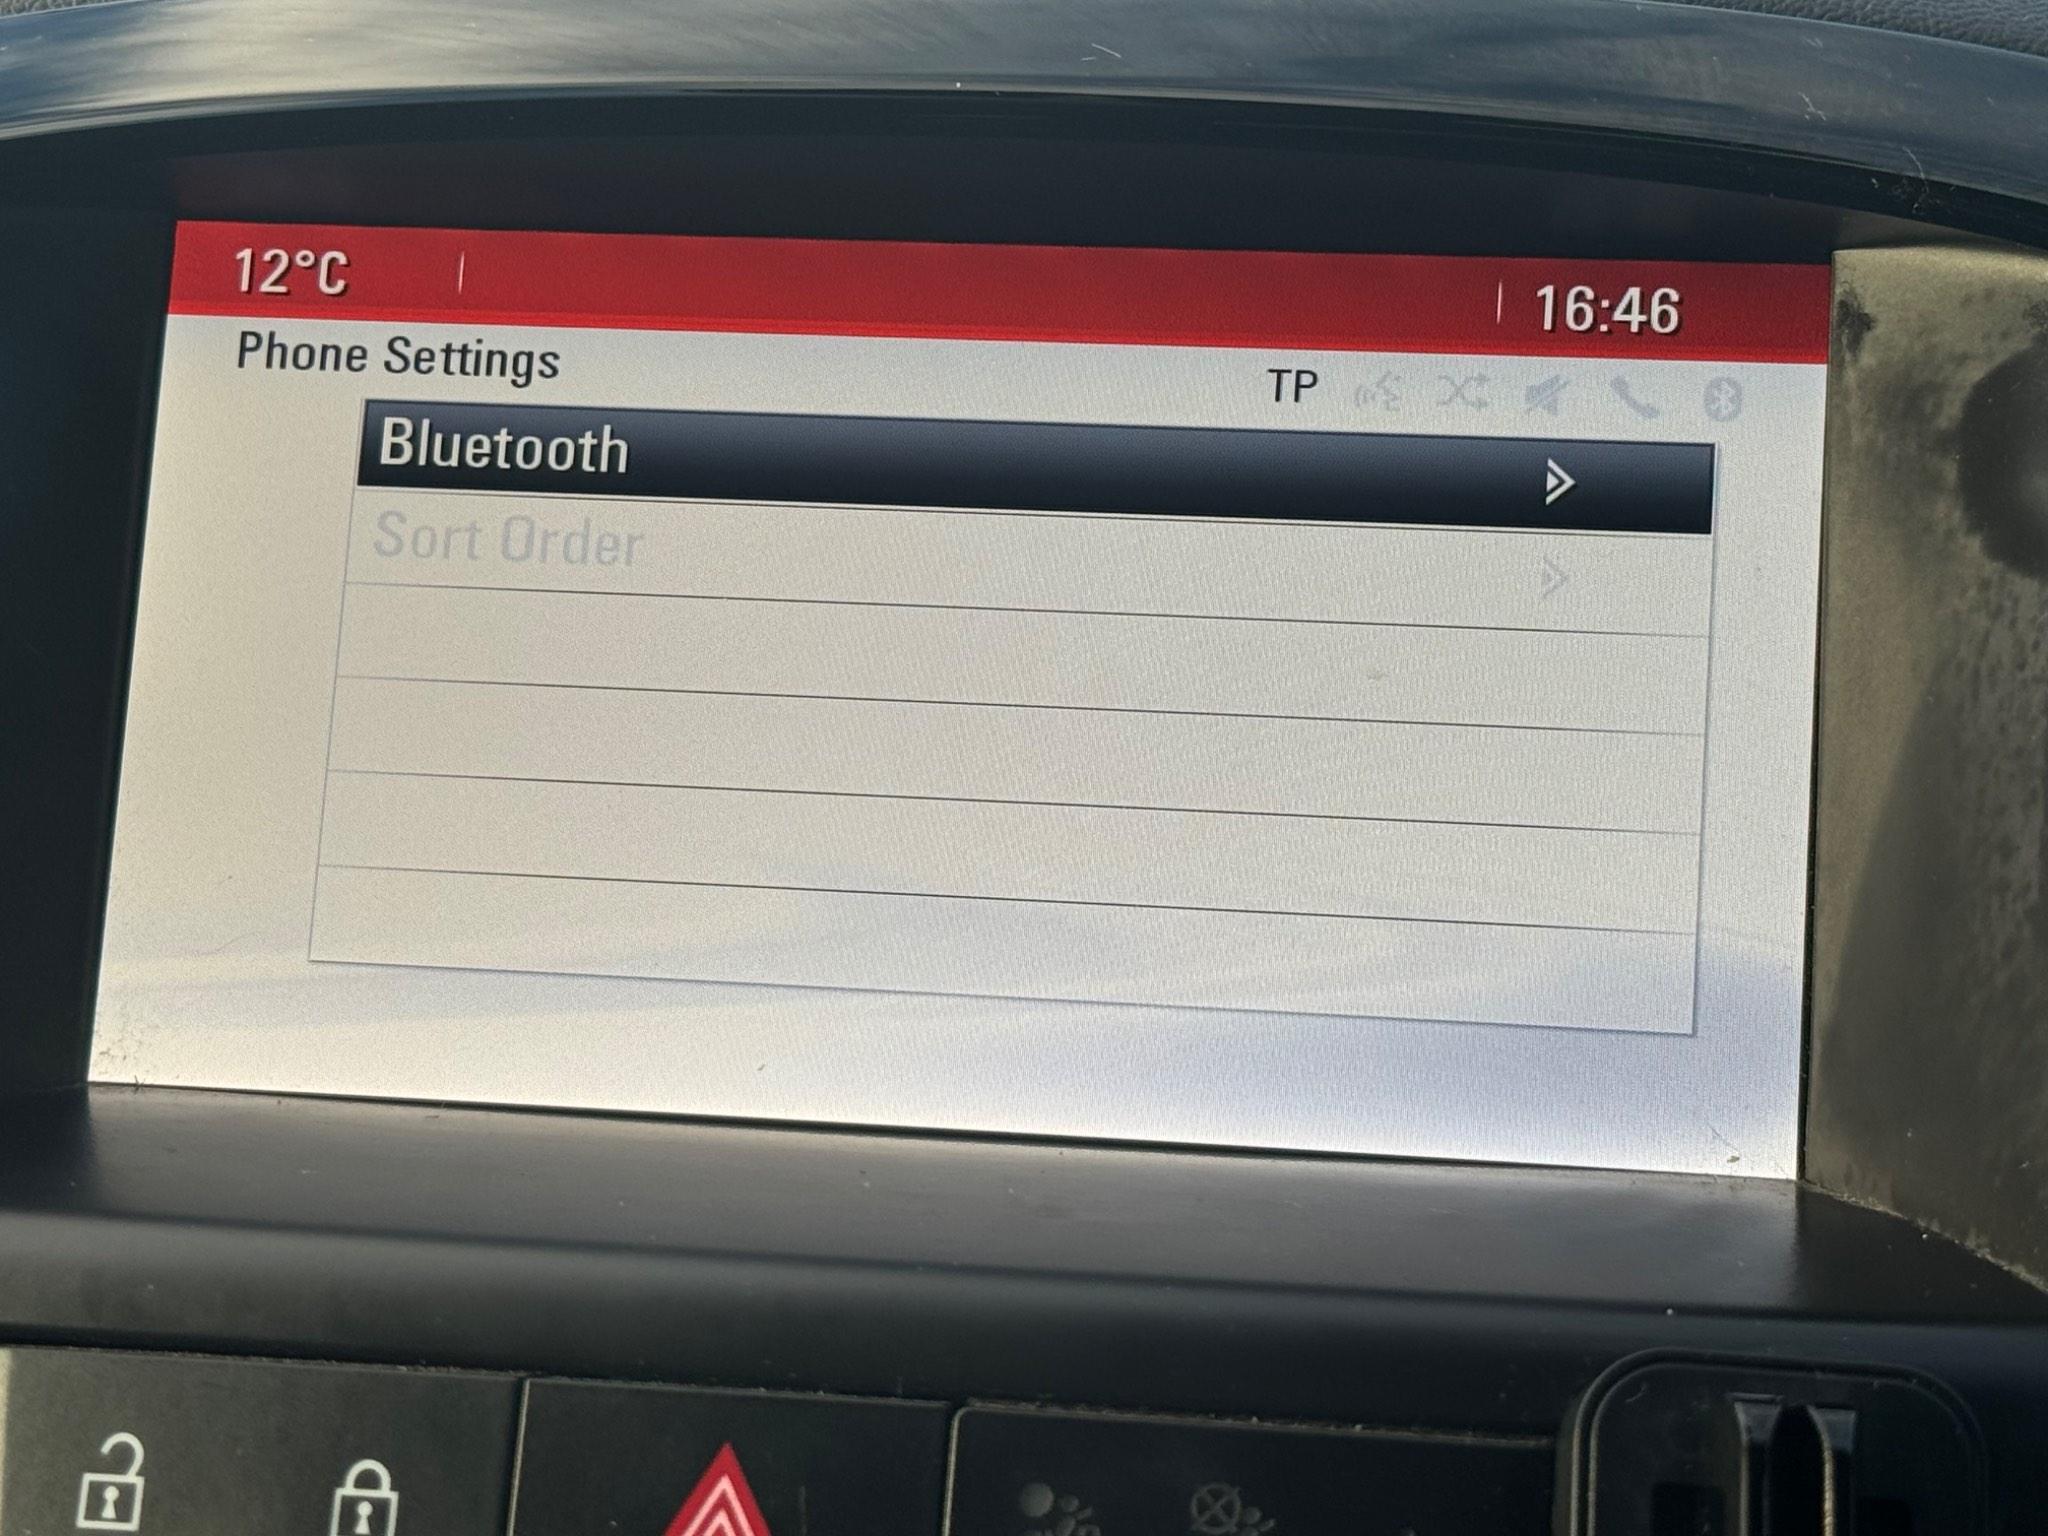 12°C
16:46
Phone Settings
TP
Bluetooth
Sort Order